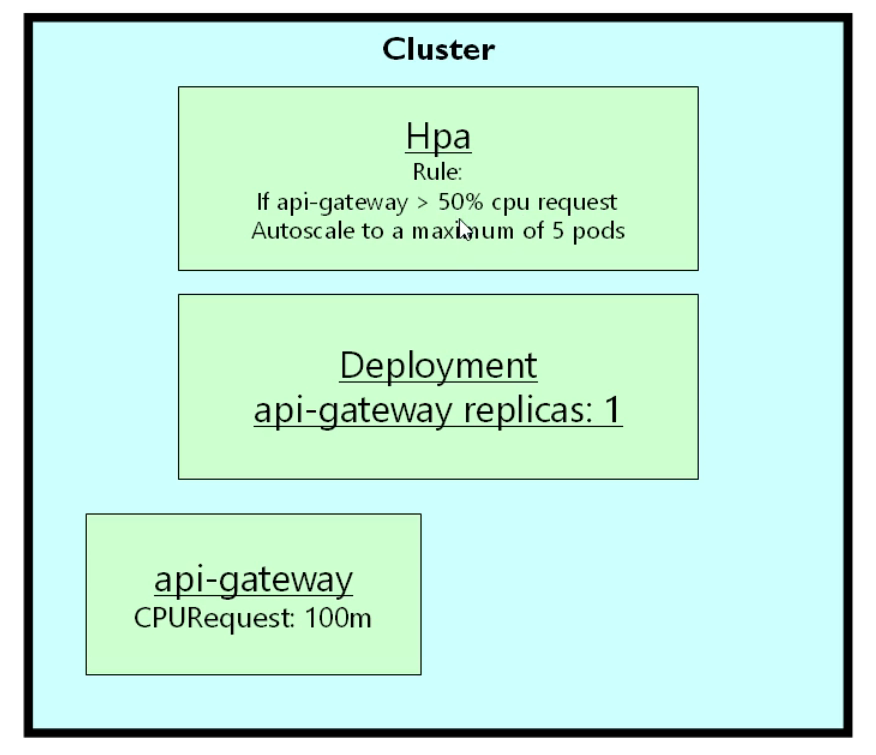 Cluster
Hpa
Rule:
If api-gateway > 50% cpu request
Autoscale to a maximum of 5 pods
Deployment
api-gateway replicas: 1
api-gateway
CPURequest: 100m